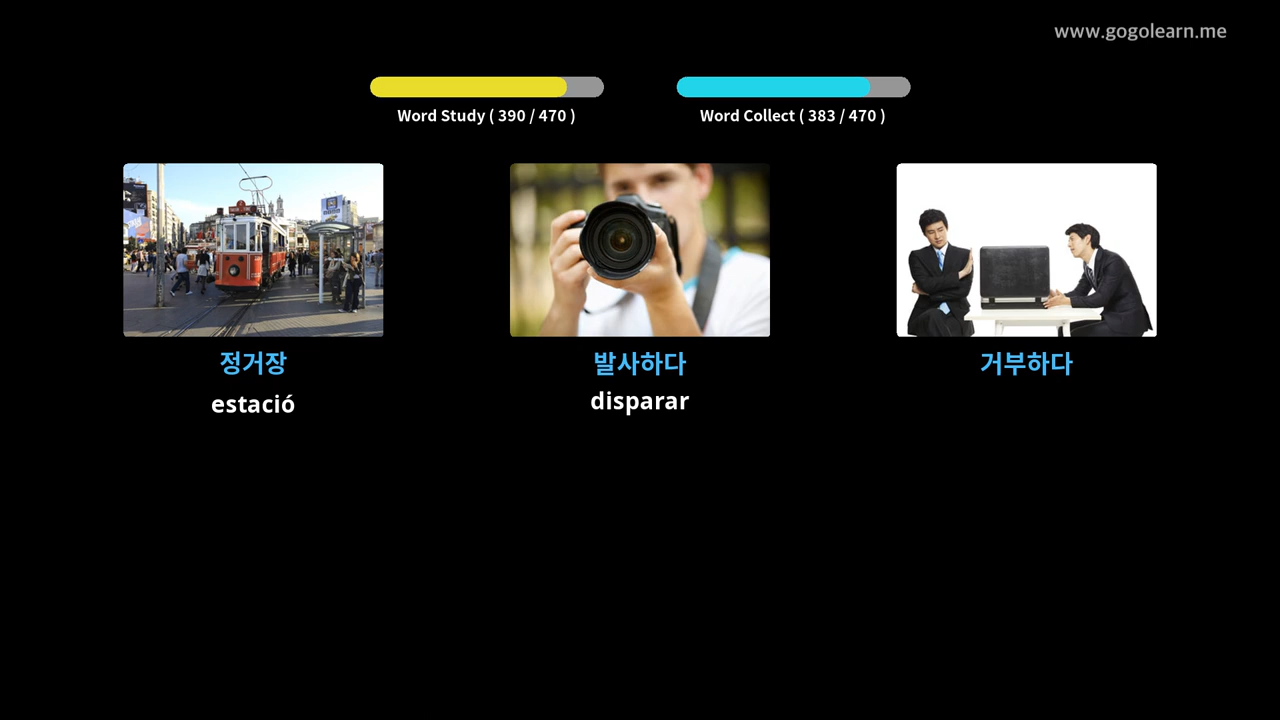 www.gogolearn.me
Word Study ( 390 / 470 )
Word Collect ( 383 / 470 )
정거장
발사하다
거부하다
estació
disparar